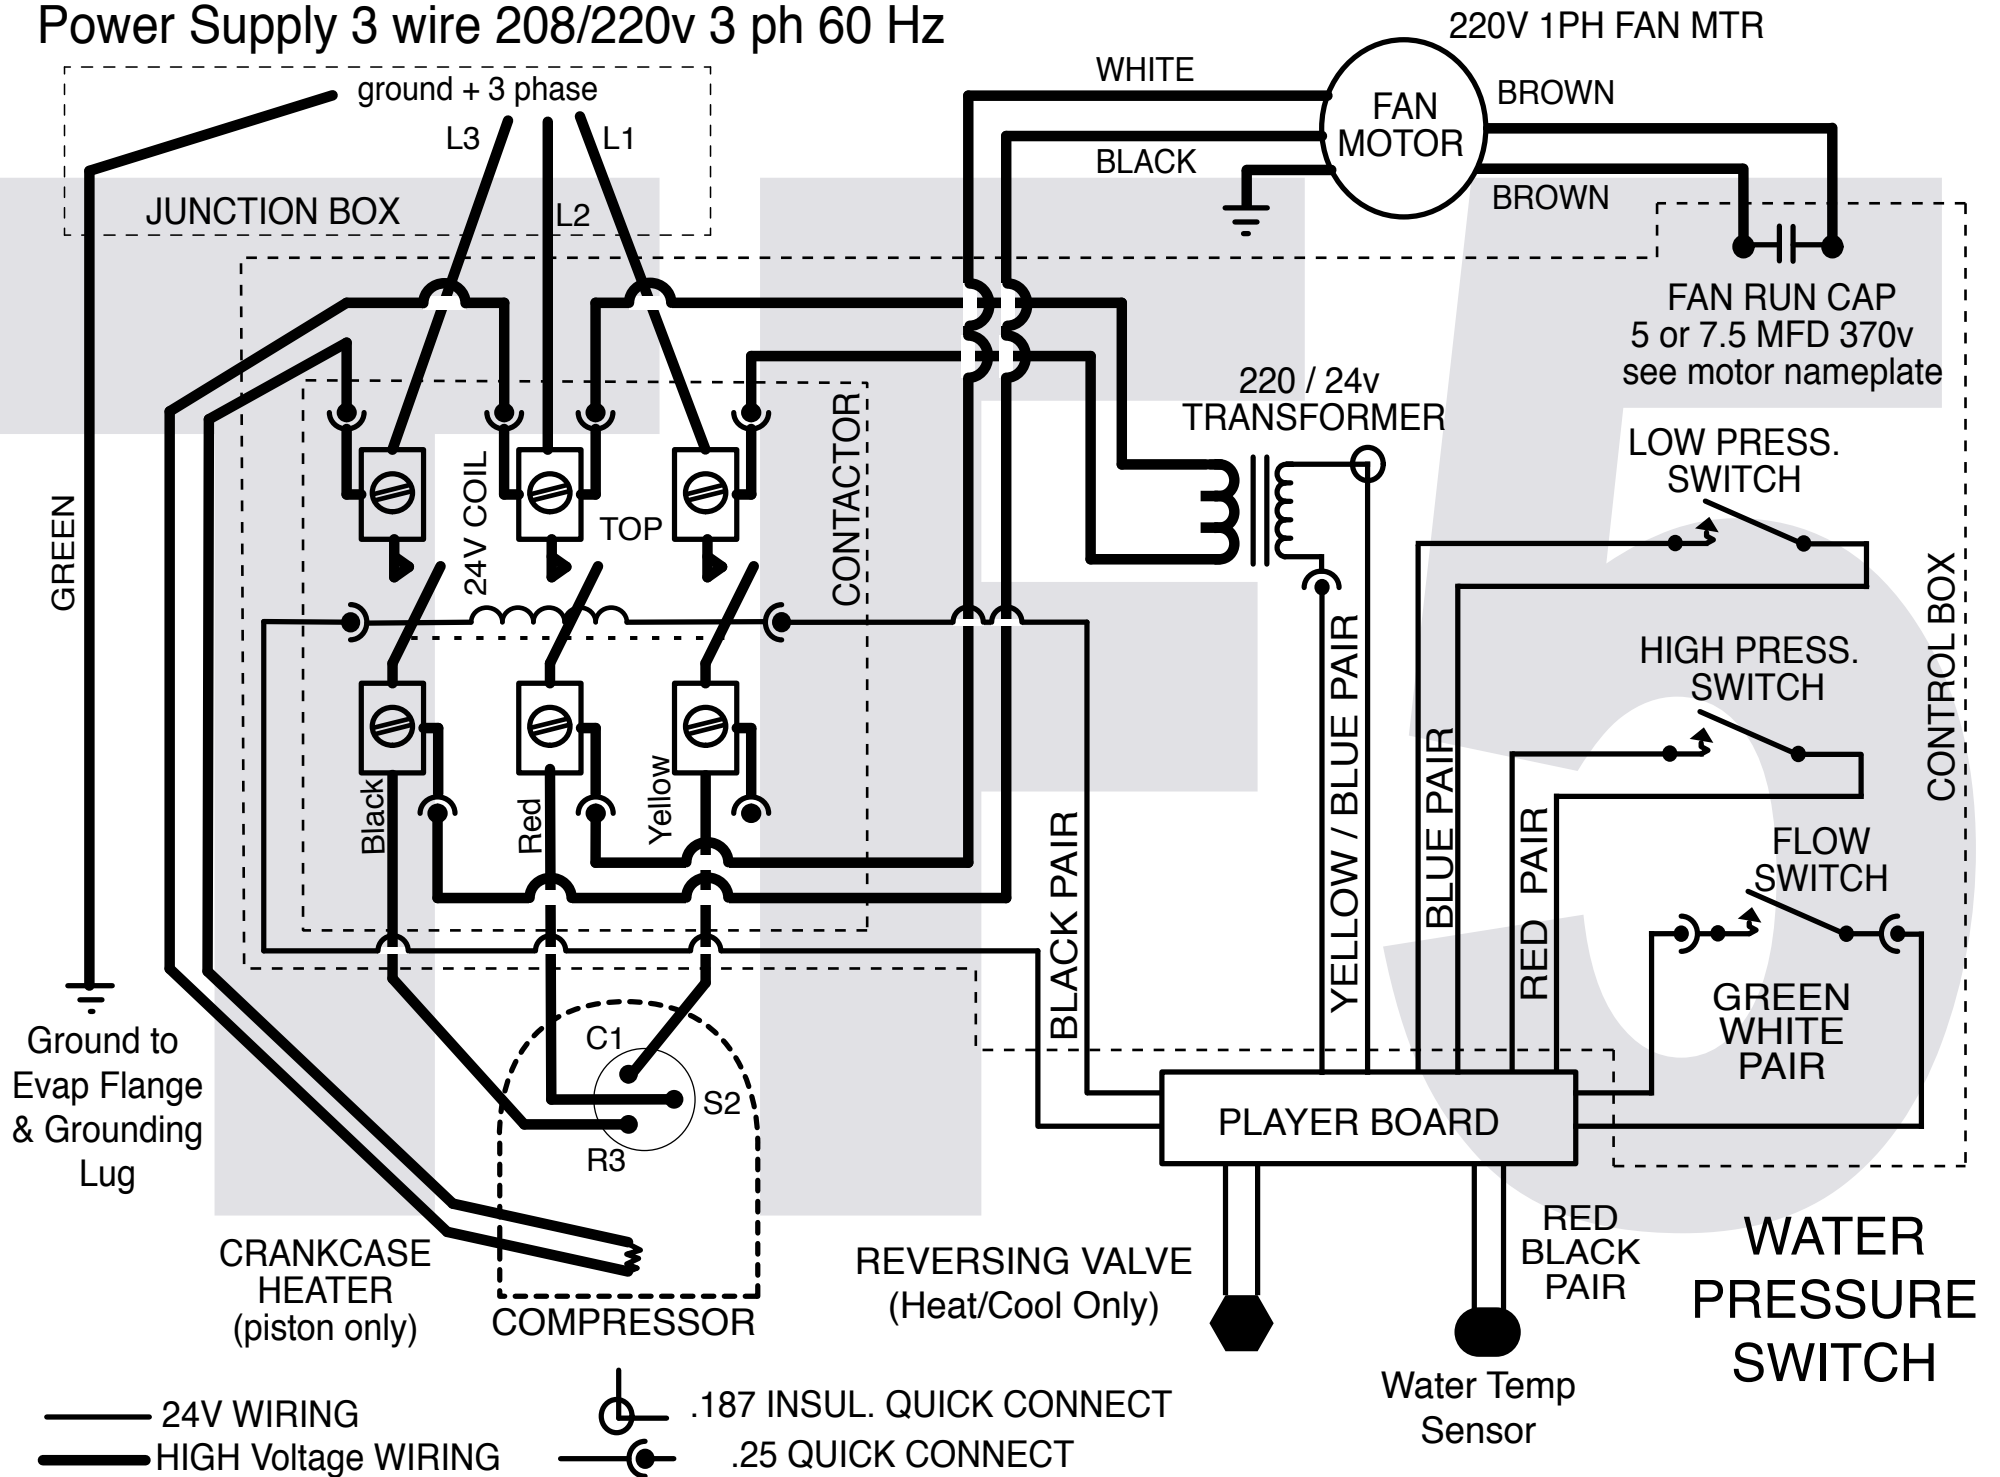 Power Supply 3 wire 208/220v 3 ph 60 Hz
220V 1PH FAN MTR
ground + 3 phase
L3
L1
L2
JUNCTION BOX
WHITE
BLACK
FAN
MOTOR
BROWN
BROWN
FAN RUN CAP
5 or 7.5 MFD 370v
see motor nameplate
220 / 24v
TRANSFORMER
LOW PRESS.
SWITCH
HIGH PRESS.
SWITCH
FLOW
SWITCH
GREEN
WHITE
PAIR
CONTROL BOX
GREEN
24V COIL
TOP
CONTACTOR
Black
Red
Yellow
BLACK PAIR
YELLOW / BLUE PAIR
BLUE PAIR
RED PAIR
Ground to
Evap Flange
& Grounding
Lug
C1
S2
R3
PLAYER BOARD
CRANKCASE
HEATER
(piston only)
COMPRESSOR
REVERSING VALVE
(Heat/Cool Only)
RED
BLACK
PAIR
Water Temp
Sensor
WATER
PRESSURE
SWITCH
24V WIRING
HIGH Voltage WIRING
.187 INSUL. QUICK CONNECT
.25 QUICK CONNECT
T
F
5